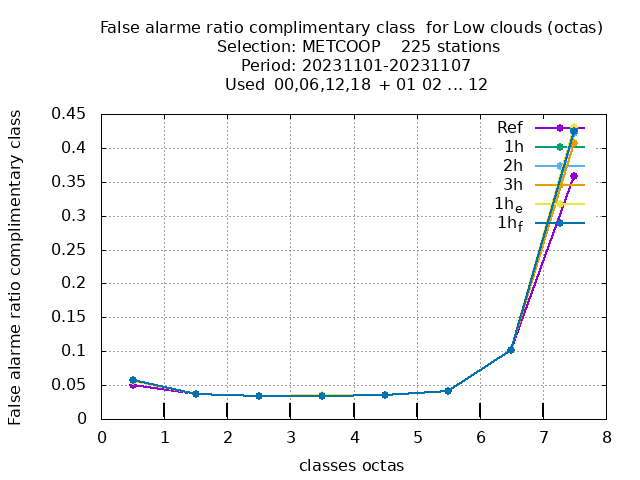 False alarme ratio complimentary class  for Low clouds (octas)
Selection: METCOOP    225 stations
Period: 20231101-20231107
Used  00,06,12,18 + 01 02 ... 12
False alarme ratio complimentary class
0.45
0.4
0.35
0.3
0.25
0.2
0.15
0.1
0.05
0
Ref
1h
2h
3h
1h_e
1h_f
0 1 2 3 4 5 6 7 8
classes octas